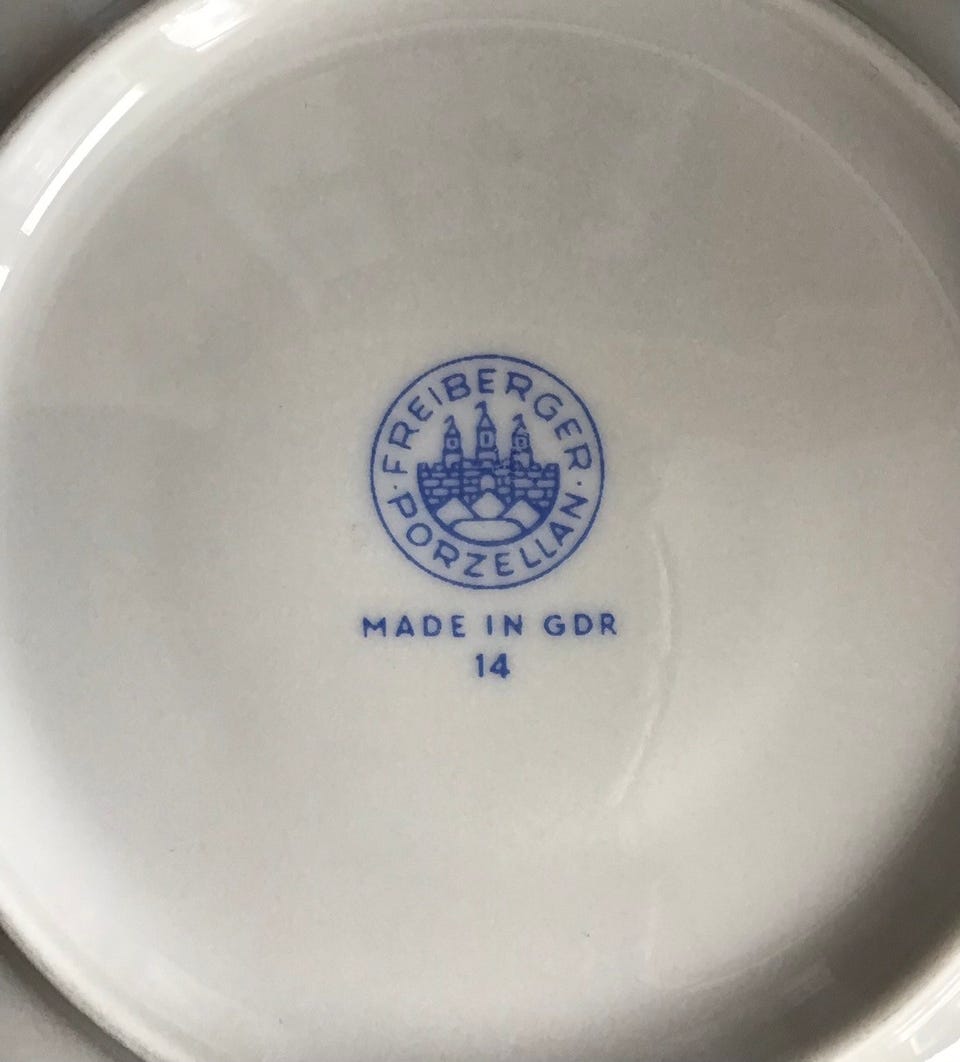 ·FREIBERGER·
PORZELLAN
MADE IN GDR
14